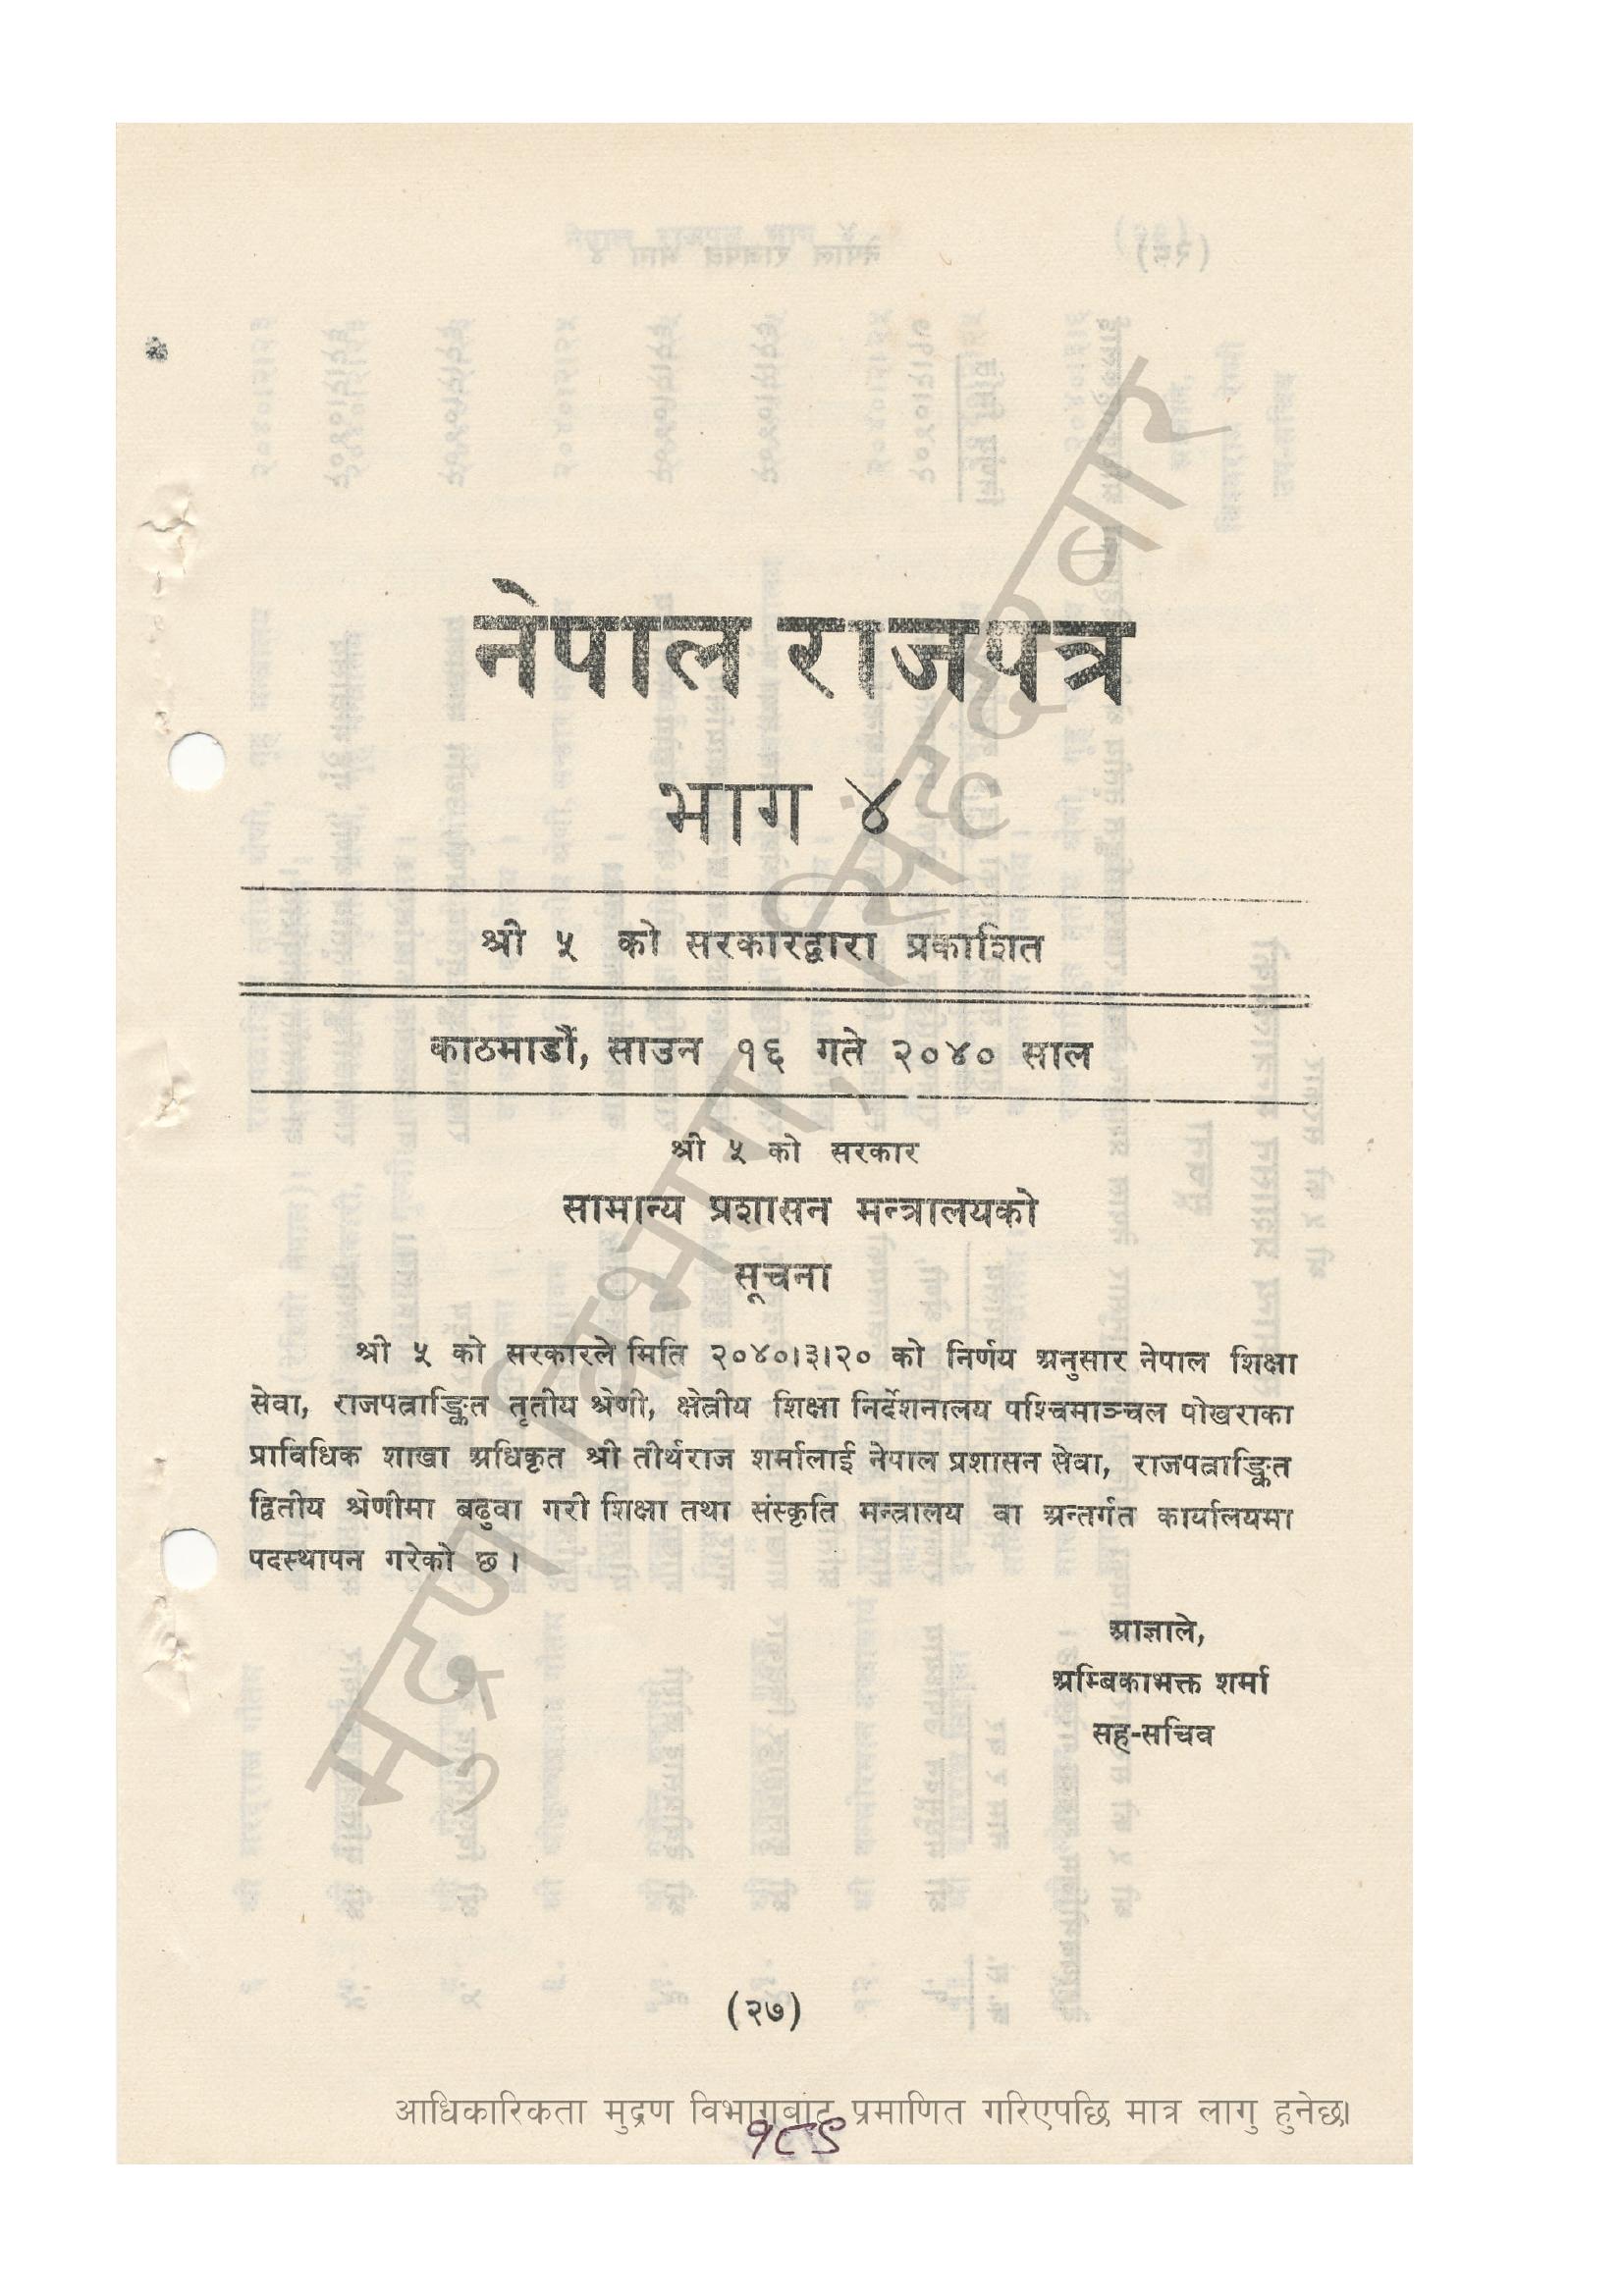 नेपाल राजपत्र
भाग ४
श्री ५ को सरकारद्वारा प्रकाशित
काठमाडौं, साउन १६ गते २०४० साल
श्री ५ को सरकार
सामान्य प्रशासन मन्त्रालयको
सूचना
श्री ५ को सरकारले मिति २०४०।३।२० को निर्णय अनुसार नेपाल शिक्षा
सेवा, राजपत्राङ्कित तृतीय श्रेणी, क्षेत्रीय शिक्षा निर्देशनालय पश्चिमाञ्चल पोखराका
प्राविधिक शाखा अधिकृत श्री तीर्थराज शर्मालाई नेपाल प्रशासन सेवा, राजपत्राङ्कित
द्वितीय श्रेणीमा बढुवा गरी शिक्षा तथा संस्कृति मन्त्रालय वा अन्तर्गत कार्यालयमा
पदस्थापन गरेको छ ।
आज्ञाले,
अम्बिकाभक्त शर्मा
सह-सचिव
(२७)
मुद्रण विभाग, सिंहदरवार
आधिकारिकता मुद्रण विभागबाट प्रमाणित गरिएपछि मात्र लागु हुनेछ।
१८९